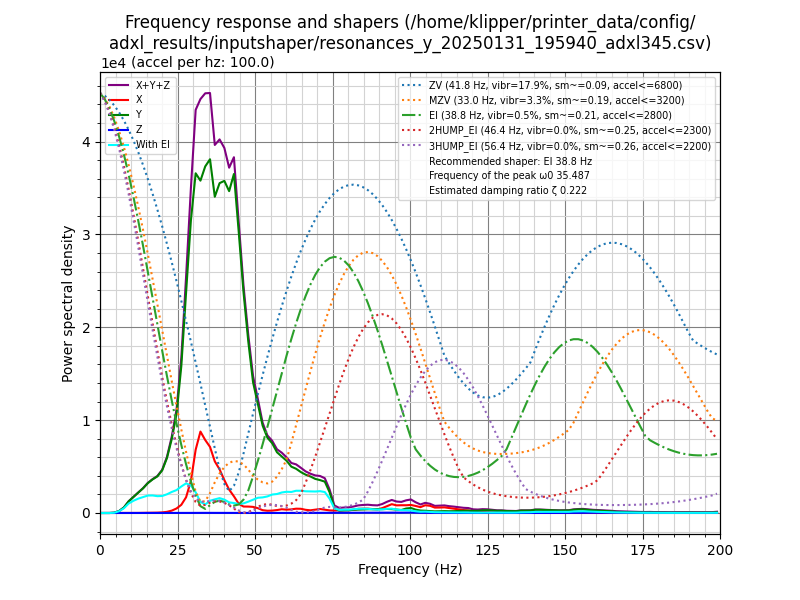 Frequency response and shapers (/home/klipper/printer_data/config/
adxl_results/inputshaper/resonances_y_20250131_195940_adxl345.csv)
1e4 (accel per hz: 100.0)
X+Y+Z
X
Y
Z
With EI
ZV (41.8 Hz, vibr=17.9%, sm~=0.09, accel<=6800)
MZV (33.0 Hz, vibr=3.3%, sm~=0.19, accel<=3200)
EI (38.8 Hz, vibr=0.5%, sm~=0.21, accel<=2800)
2HUMP_EI (46.4 Hz, vibr=0.0%, sm~=0.25, accel<=2300)
3HUMP_EI (56.4 Hz, vibr=0.0%, sm~=0.26, accel<=2200)
Recommended shaper: EI 38.8 Hz
Frequency of the peak ω0 35.487
Estimated damping ratio ζ 0.222
Power spectral density
4
3
2
1
0
0 25 50 75 100 125 150 175 200
Frequency (Hz)